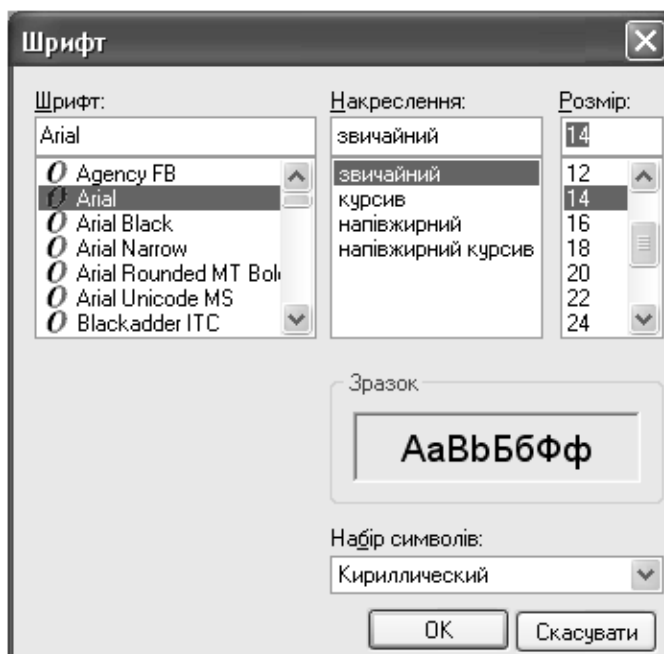 Шрифт
Шрифт:
Arial
Agency FB
Arial
Arial Black
Arial Narrow
Arial Rounded MT Bol
Arial Unicode MS
Blackadder ITC
Накреслення:
звичайний
звичайний
курсив
напівжирний
напівжирний курсив
Розмір:
14
12
14
16
18
20
22
24
Зразок
АаВbБбФф
Набір символів:
Кириллический
OK
Скасувати